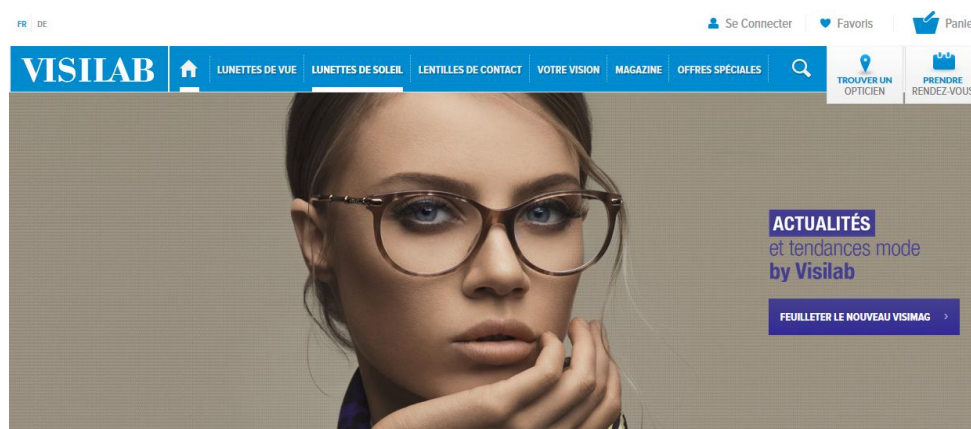 FR DE
Se Connecter
Favoris
VISILAB
LUNETTES DE VUE
LUNETTES DE SOLEIL
LENTILLES DE CONTACT
VOTRE VISION
MAGAZINE
OFFRES SPÉCIALES
TROUVER UN
OPTICIEN
PRENDRE
RENDEZ-VOUS
ACTUALITÉS
et tendances mode
by Visilab
FEUILLETER LE NOUVEAU VISIMAG